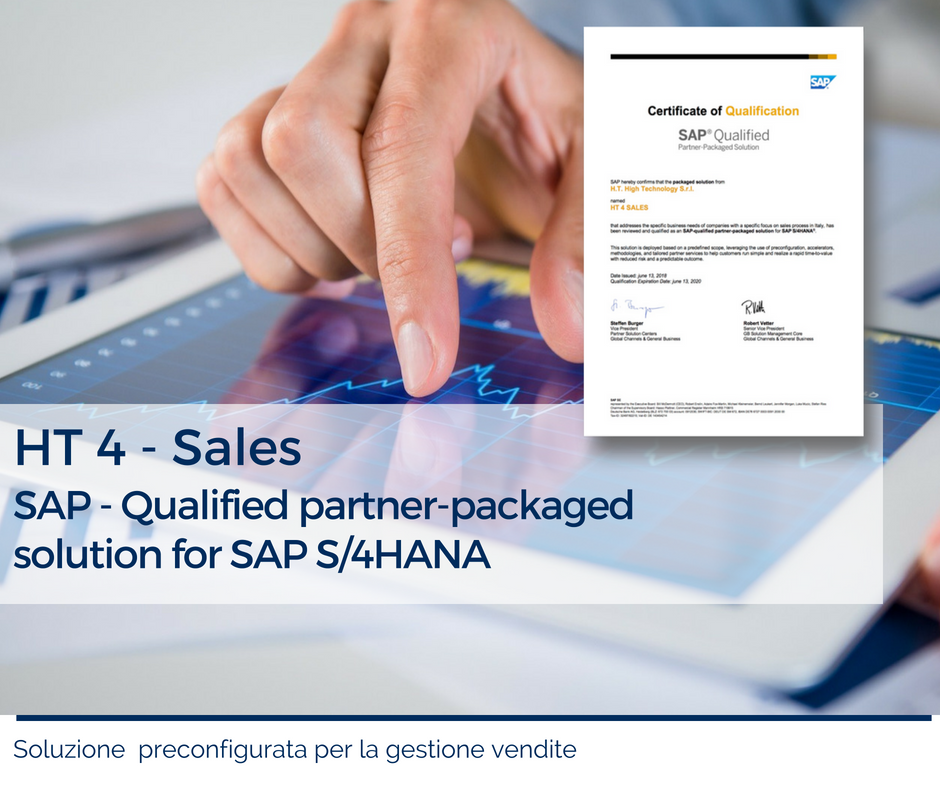 SAP
Certificate of Qualification
SAP® Qualified
Partner-Packaged Solution
SAP hereby confirms that the packaged solution from
H.T. High Technology S.r.l.
named
HT 4 SALES
that addresses the specific business needs of companies with a specific focus on sales process in Italy, has
been reviewed and qualified as an SAP-qualified partner-packaged solution for SAP S/4HANA®.
This solution is deployed based on a predefined scope, leveraging the use of preconfiguration, accelerators,
methodologies, and tailored partner services to help customers run simple and realize a rapid time-to-value
with reduced risk and a predictable outcome.
Date Issued: june 13, 2018
Qualification Expiration Date: june 13, 2020
Steffen Burger
Vice President
Partner Solution Centers
Global Channels & General Business
Robert Vetter
Senior Vice President
GB Solution Management Core
Global Channels & General Business
HT 4 - Sales
SAP - Qualified partner-packaged
solution for SAP S/4HANA
Soluzione preconfigurata per la gestione vendite